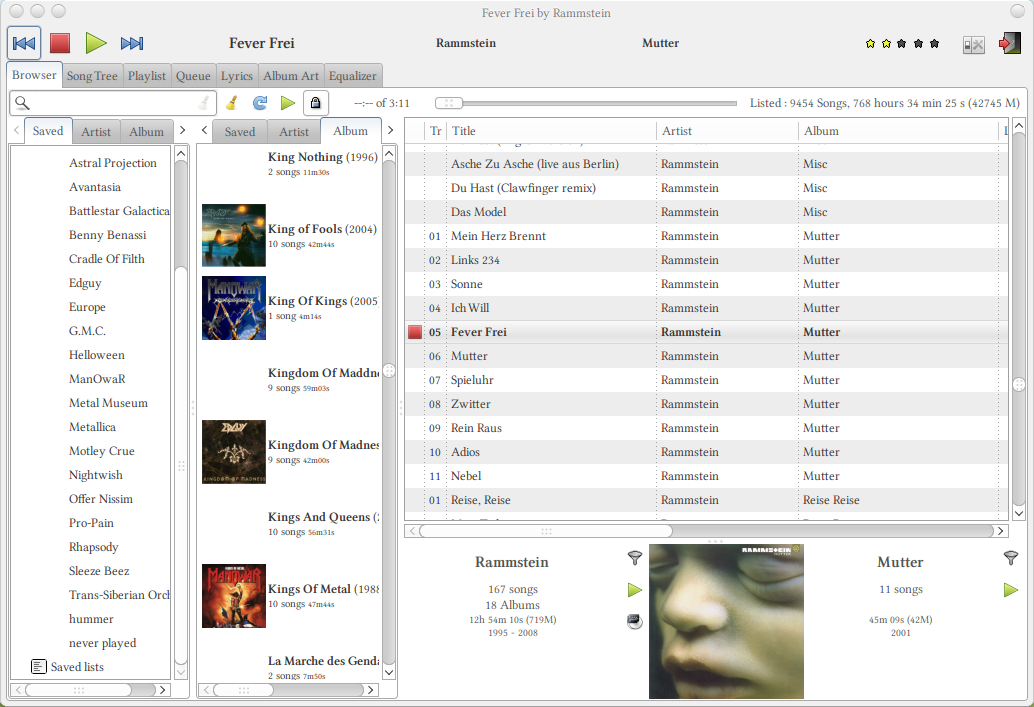 Fever Frei by Rammstein
Fever Frei
Rammstein
Mutter
Browser
Song Tree
Playlist
Queue
Lyrics
Album Art
Equalizer
--:-- of 3:11
Listed : 9454 Songs, 768 hours 34 min 25 s (42745 M)
Saved
Artist
Album
Astral Projection
Avantasia
Battlestar Galactica
Benny Benassi
Cradle Of Filth
Edguy
Europe
G.M.C.
Helloween
ManOwaR
Metal Museum
Metallica
Motley Crue
Nightwish
Offer Nissim
Pro-Pain
Rhapsody
Sleeze Beez
Trans-Siberian Orch
hummer
never played
Saved lists
Saved
Artist
Album
King Nothing (1996)
2 songs 11m30s
King of Fools (2004)
10 songs 42m44s
MANOWAR
King Of Kings (2005
1 song 4m14s
Kingdom Of Maddn
9 songs 59m03s
EDGUY
KINGDOM OF MADNESS
Kingdom Of Madnes
9 songs 42m00s
Kings And Queens (
10 songs 56m31s
MANOWAR
Kings Of Metal (1988
10 songs 47m44s
La Marche des Genda
2 songs 7m50s
Tr Title Artist Album
Asche Zu Asche (live aus Berlin) Rammstein Misc
Du Hast (Clawfinger remix) Rammstein Misc
Das Model Rammstein Misc
01 Mein Herz Brennt Rammstein Mutter
02 Links 234 Rammstein Mutter
03 Sonne Rammstein Mutter
04 Ich Will Rammstein Mutter
05 Fever Frei Rammstein Mutter
06 Mutter Rammstein Mutter
07 Spieluhr Rammstein Mutter
08 Zwitter Rammstein Mutter
09 Rein Raus Rammstein Mutter
10 Adios Rammstein Mutter
11 Nebel Rammstein Mutter
01 Reise, Reise Rammstein Reise Reise
Rammstein
167 songs
18 Albums
12h 54m 10s (719M)
1995 - 2008
RAMMSTEIN
Mutter
11 songs
45m 09s (42M)
2001